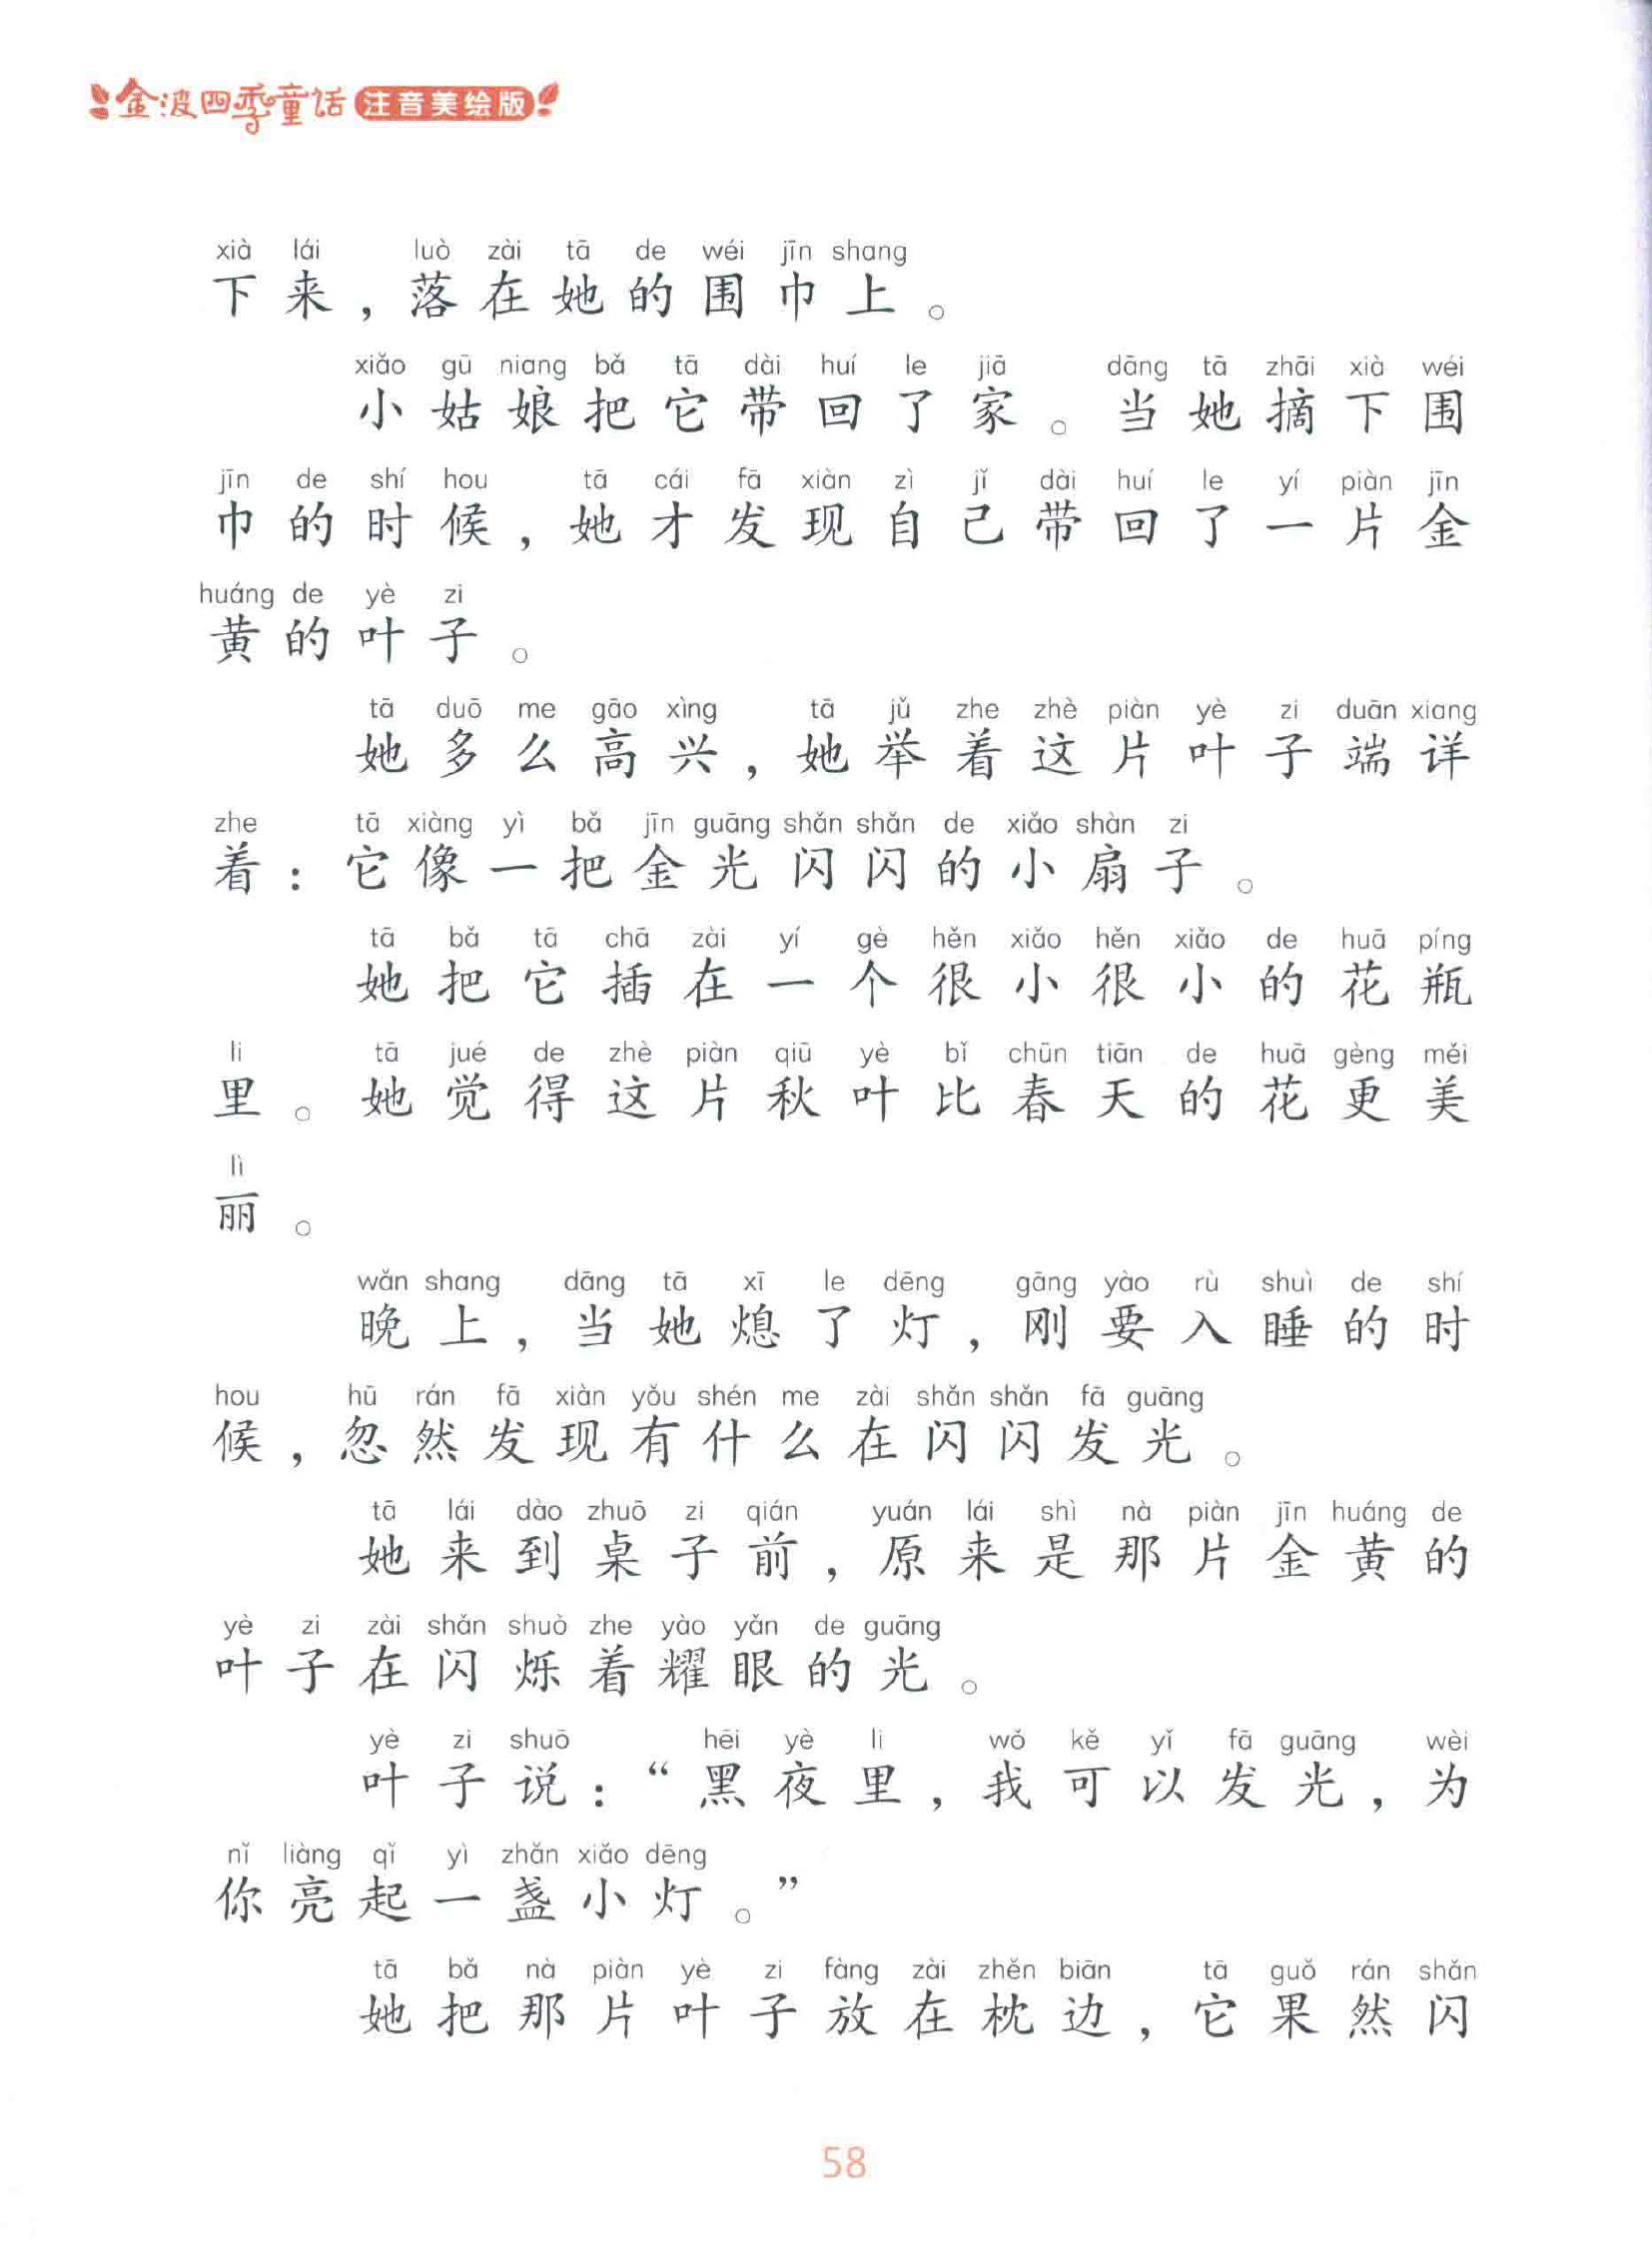 金波四季童话 注音美绘版
xià lái luò zài tā de wéi jīn shang
下来，落在她的围巾上。
xiǎo gū niang bǎ tā dài huí le jiā dāng tā zhāi xià wéi
小姑娘把它带回了家。当她摘下围
jīn de shí hou tā cái fā xiàn zì jǐ dài huí le yí piàn jīn
巾的时候，她才发现自己带回了一片金
huáng de yè zi
黄的叶子。
tā duō me gāo xìng tā jǔ zhe zhè piàn yè zi duān xiang
她多么高兴，她举着这片叶子端详
zhe tā xiàng yì bǎ jīn guāng shǎn shǎn de xiǎo shàn zi
着：它像一把金光闪闪的小扇子。
tā bǎ tā chā zài yí gè hěn xiǎo hěn xiǎo de huā píng
她把它插在一个很小很小的花瓶
li tā jué de zhè piàn qiū yè bǐ chūn tiān de huā gèng měi
里。她觉得这片秋叶比春天的花更美
lì
丽。
wǎn shang dāng tā xī le dēng gāng yào rù shuì de shí
晚上，当她熄了灯，刚要入睡的时
hou hū rán fā xiàn yǒu shén me zài shǎn shǎn fā guāng
候，忽然发现有什么在闪闪发光。
tā lái dào zhuō zi qián yuán lái shì nà piàn jīn huáng de
她来到桌子前，原来是那片金黄的
yè zi zài shǎn shuò zhe yào yǎn de guāng
叶子在闪烁着耀眼的光。
yè zi shuō hēi yè li wǒ kě yǐ fā guāng wèi
叶子说：“黑夜里，我可以发光，为
nǐ liàng qǐ yì zhǎn xiǎo dēng
你亮起一盏小灯。”
tā bǎ nà piàn yè zi fàng zài zhěn biān tā guǒ rán shǎn
她把那片叶子放在枕边，它果然闪
58